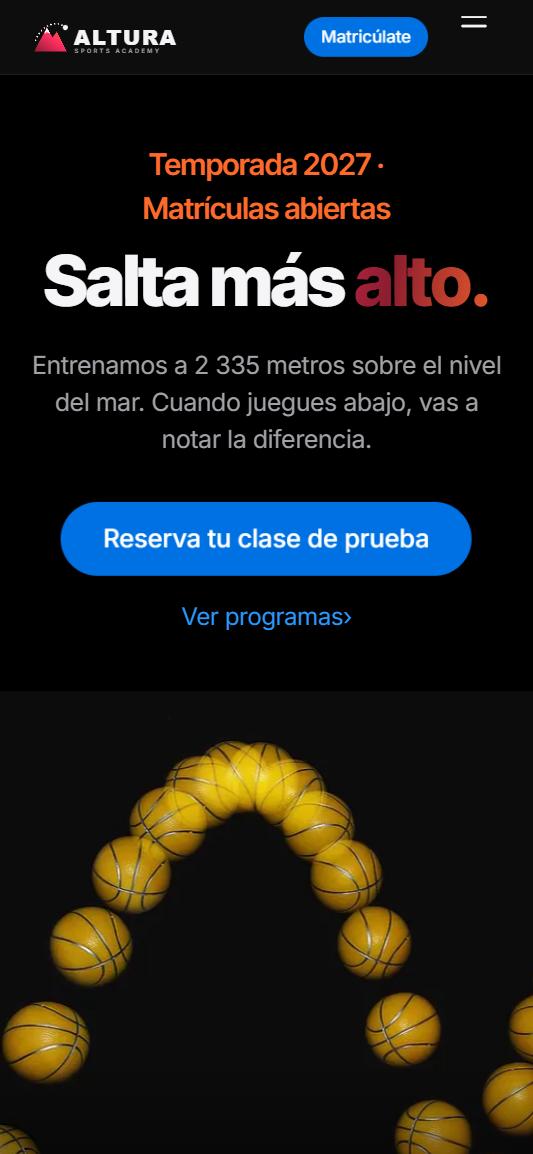 ALTURA
SPORTS ACADEMY
Matricúlate
Temporada 2027 ·
Matrículas abiertas
Salta más alto.
Entrenamos a 2 335 metros sobre el nivel
del mar. Cuando juegues abajo, vas a
notar la diferencia.
Reserva tu clase de prueba
Ver programas›